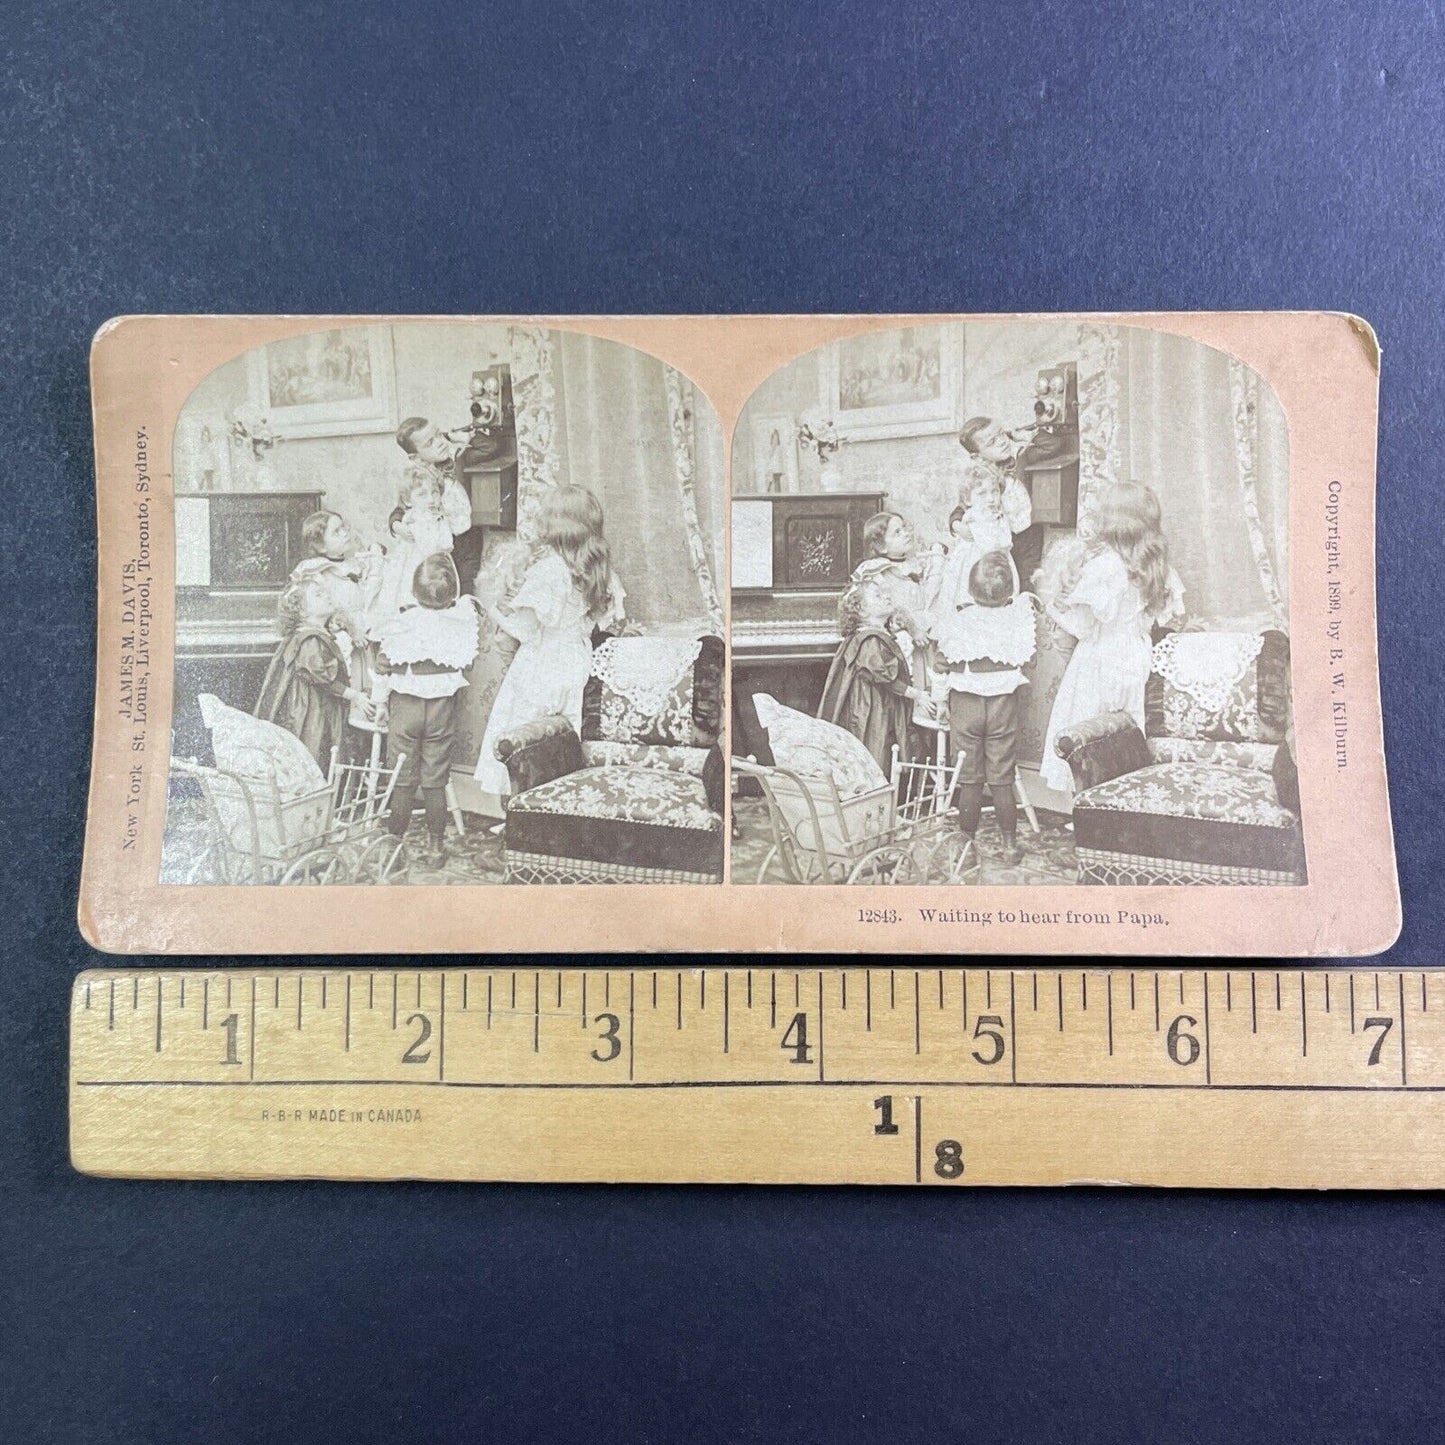 JAMES M. DAVIS,
New York St. Louis, Liverpool, Toronto, Sydney.
Copyright, 1899, by B. W. Kilburn.
12843. Waiting to hear from Papa.
1 2 3 4 5 6 7
R-B-R MADE IN CANADA
1
8